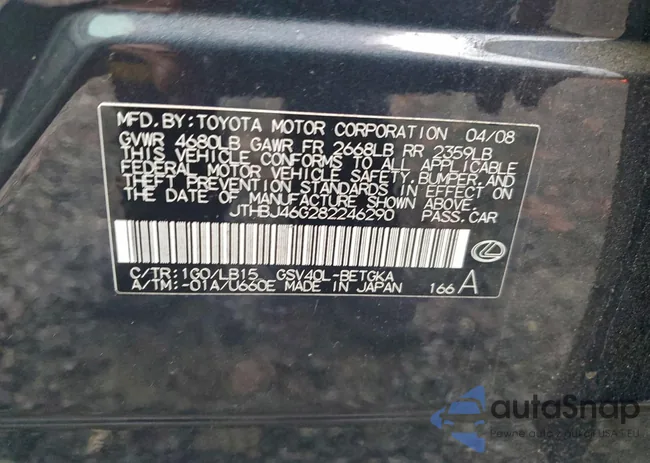 MFD. BY: TOYOTA MOTOR CORPORATION 04/08
GVWR 4680LB GAWR FR 2668LB RR 2359LB
THIS VEHICLE CONFORMS TO ALL APPLICABLE
FEDERAL MOTOR VEHICLE SAFETY, BUMPER, AND
THEFT PREVENTION STANDARDS IN EFFECT ON
THE DATE OF MANUFACTURE SHOWN ABOVE.
JTHBJ46G282246290 PASS. CAR
C/TR: 1G0/LB15 GSV40L-BETGKA
A/TM: -01A/U660E MADE IN JAPAN 166 A
autoSnap